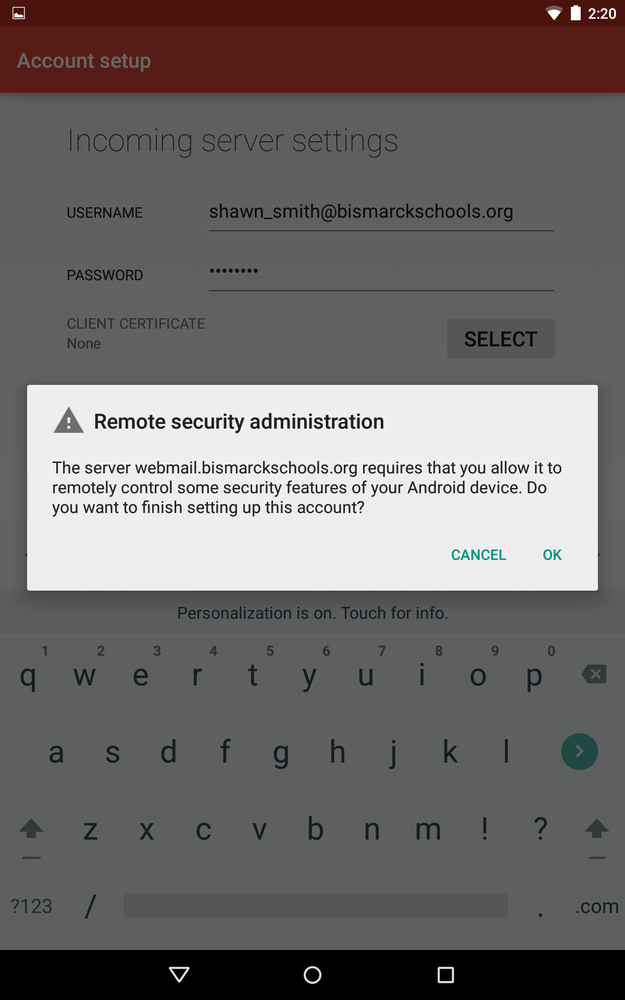 2:20
Account setup
Incoming server settings
USERNAME shawn_smith@bismarckschools.org
PASSWORD ••••••••
CLIENT CERTIFICATE
None
SELECT
Remote security administration
The server webmail.bismarckschools.org requires that you allow it to
remotely control some security features of your Android device. Do
you want to finish setting up this account?
CANCEL OK
Personalization is on. Touch for info.
1 2 3 4 5 6 7 8 9 0
q w e r t y u i o p
a s d f g h j k l
z x c v b n m ! ?
?123 / . .com